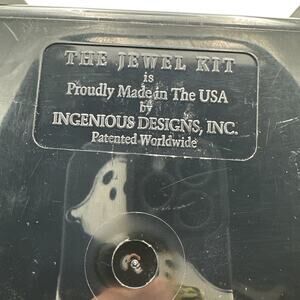 THE JEWEL KIT
is
Proudly Made in The USA
by
INGENIOUS DESIGNS, INC.
Patented Worldwide